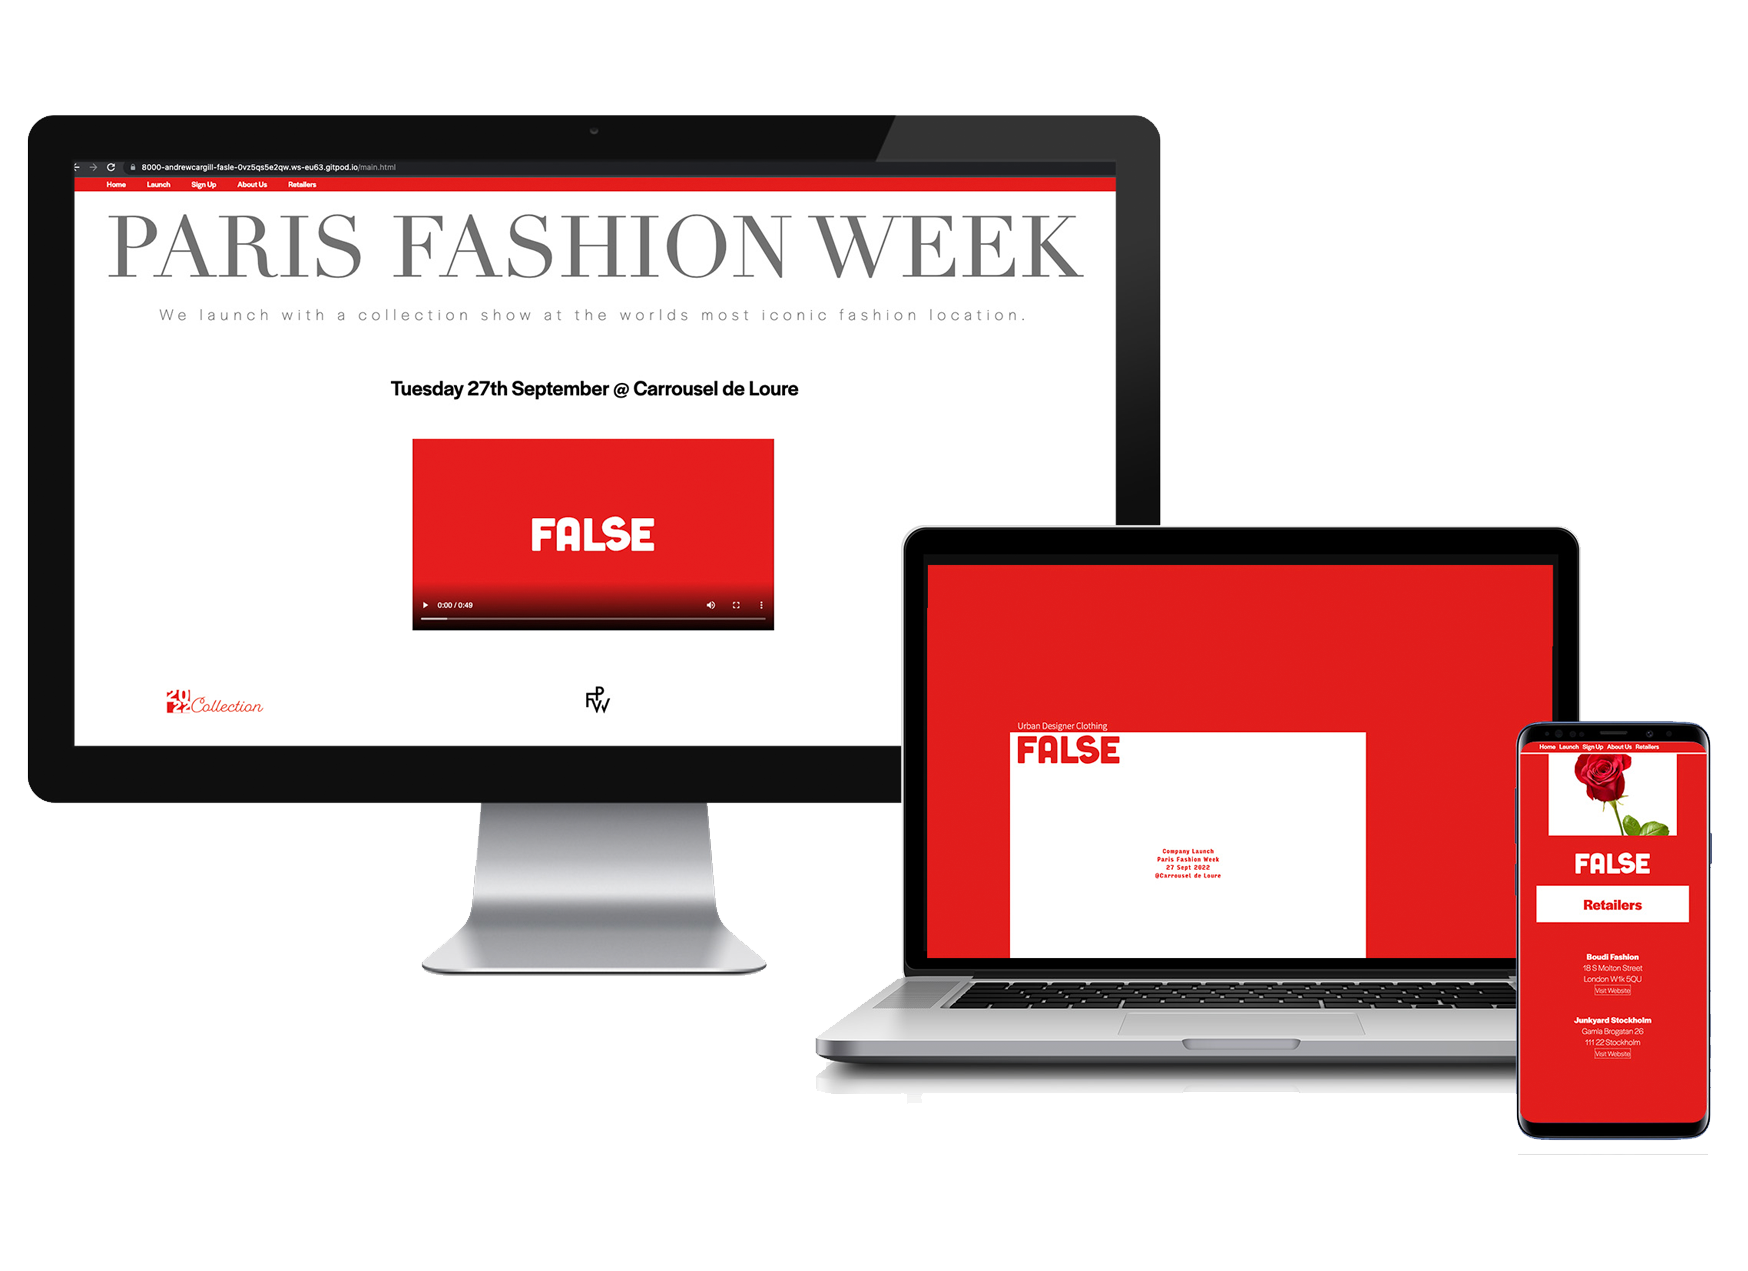 8000-andrewcargill-fasle-0vz5qs5e2qw.ws-eu63.gitpod.io/main.html
Home Launch Sign Up About Us Retailers
PARIS FASHION WEEK
We launch with a collection show at the worlds most iconic fashion location.
Tuesday 27th September @ Carrousel de Loure
FALSE
0:00 / 0:49
2022 Collection
PFW
Urban Designer Clothing
FALSE
Company Launch
Paris Fashion Week
27 Sept 2022
@Carrousel de Loure
Home Launch Sign Up About Us Retailers
FALSE
Retailers
Boudi Fashion
18 S Molton Street
London W1k 5QU
Visit Website
Junkyard Stockholm
Gamla Brogatan 26
111 22 Stockholm
Visit Website